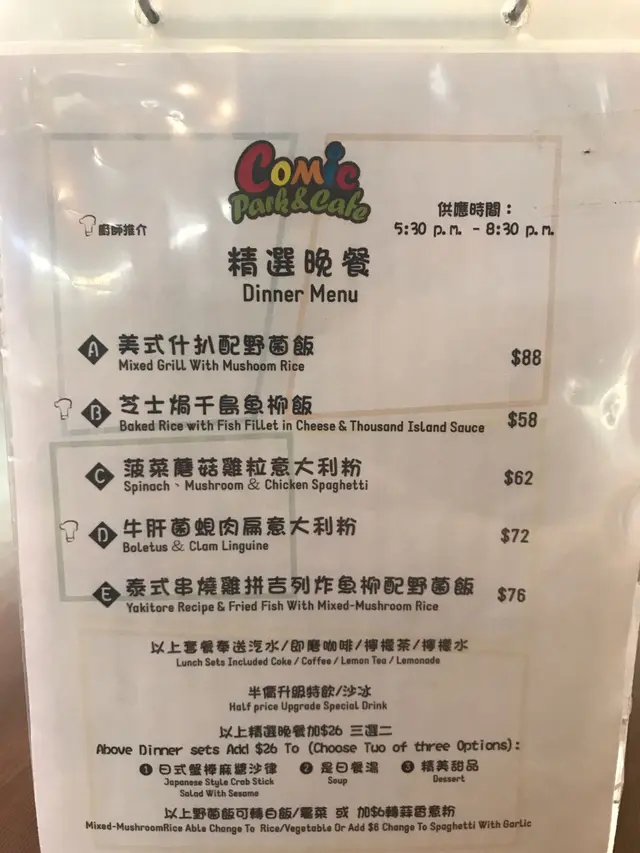 Comic
Park&Cafe
廚師推介
供應時間：
5:30 p.m. - 8:30 p.m.
精選晚餐
Dinner Menu
A 美式什扒配野菌飯
Mixed Grill With Mushoom Rice
$88
B 芝士焗千島魚柳飯
Baked Rice with Fish Fillet in Cheese & Thousand Island Sauce
$58
C 菠菜蘑菇雞粒意大利粉
Spinach、Mushroom & Chicken Spaghetti
$62
D 牛肝菌蜆肉扁意大利粉
Boletus & Clam Linguine
$72
E 泰式串燒雞拼吉列炸魚柳配野菌飯
Yakitore Recipe & Fried Fish With Mixed-Mushroom Rice
$76
以上套餐奉送汽水/即磨咖啡/檸檬茶/檸檬水
Lunch Sets Included Coke / Coffee / Lemon Tea / Lemonade
半價升級特飲/沙冰
Half price Upgrade Special Drink
以上精選晚餐加$26 三選二
Above Dinner sets Add $26 To (Choose Two of three Options):
❶ 日式蟹棒麻醬沙律 ❷ 是日餐湯 ❸ 精美甜品
Japanese Style Crab Stick Soup Dessert
Salad With Sesame
以上野菌飯可轉白飯/電菜 或 加$6轉蒜香意粉
Mixed-MushroomRice Able Change To Rice/Vegetable Or Add $6 Change To Spaghetti With Garlic